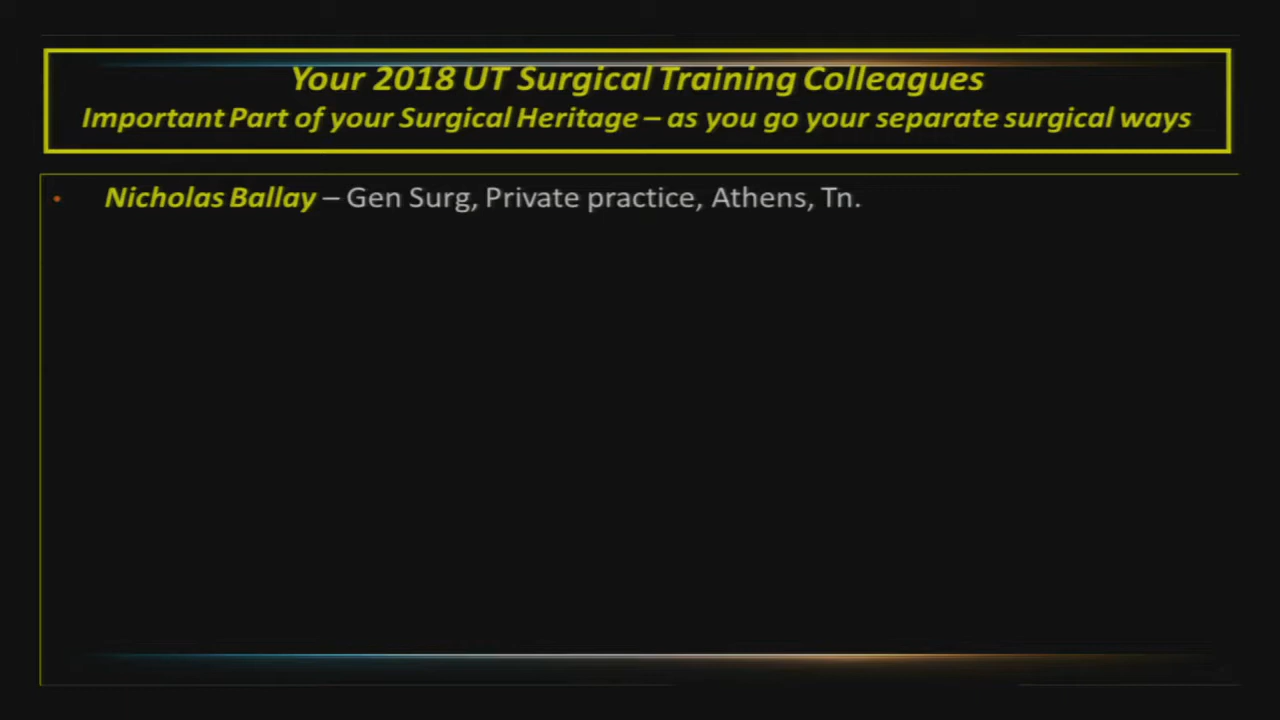 Your 2018 UT Surgical Training Colleagues
Important Part of your Surgical Heritage – as you go your separate surgical ways
• Nicholas Ballay – Gen Surg, Private practice, Athens, Tn.